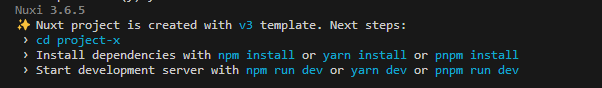 Nuxi 3.6.5
✨ Nuxt project is created with v3 template. Next steps:
› cd project-x
› Install dependencies with npm install or yarn install or pnpm install
› Start development server with npm run dev or yarn dev or pnpm run dev